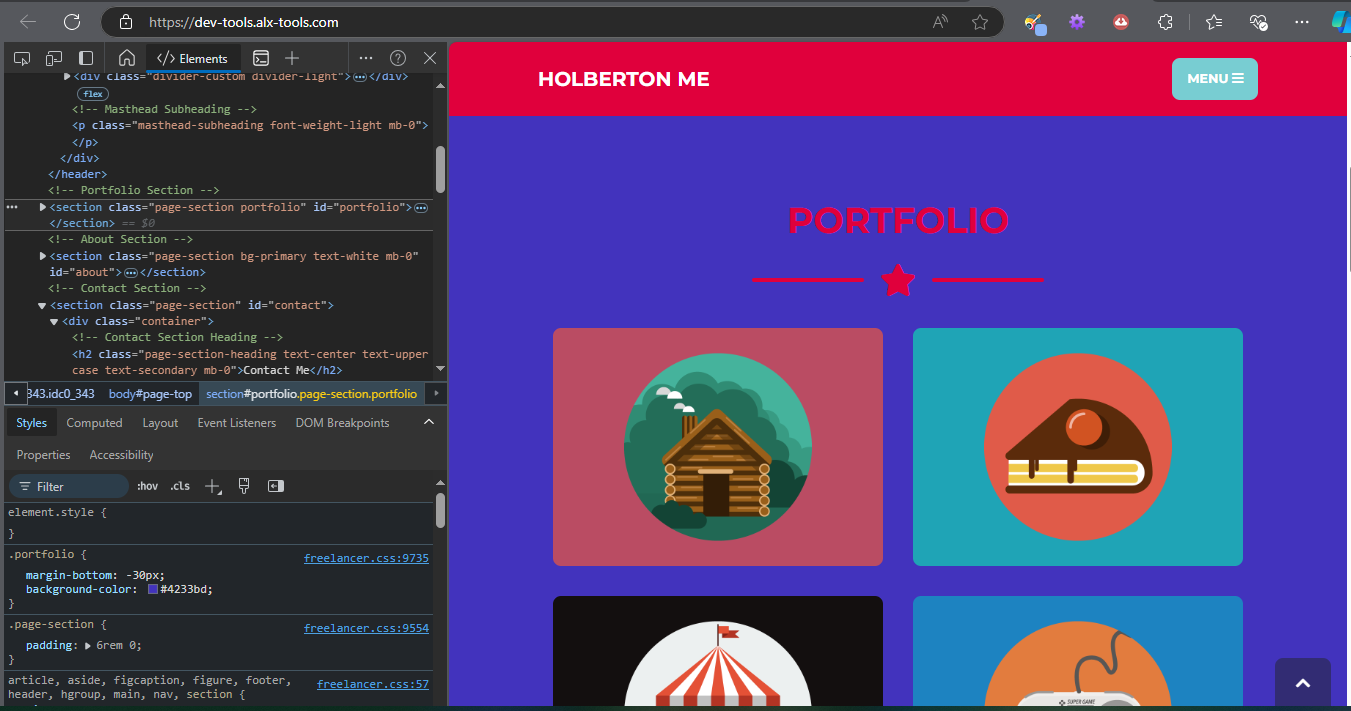 https://dev-tools.alx-tools.com
Elements
<div class="divider-custom divider-light"> </div>
flex
<!-- Masthead Subheading -->
<p class="masthead-subheading font-weight-light mb-0">
</p>
</div>
</header>
<!-- Portfolio Section -->
<section class="page-section portfolio" id="portfolio">
</section> == $0
<!-- About Section -->
<section class="page-section bg-primary text-white mb-0"
id="about"> </section>
<!-- Contact Section -->
<section class="page-section" id="contact">
<div class="container">
<!-- Contact Section Heading -->
<h2 class="page-section-heading text-center text-upper
case text-secondary mb-0">Contact Me</h2>
343.idc0_343 body#page-top section#portfolio.page-section.portfolio
Styles Computed Layout Event Listeners DOM Breakpoints
Properties Accessibility
Filter :hov .cls
element.style {
}
.portfolio { freelancer.css:9735
margin-bottom: -30px;
background-color: #4233bd;
}
.page-section { freelancer.css:9554
padding: 6rem 0;
}
article, aside, figcaption, figure, footer, freelancer.css:57
header, hgroup, main, nav, section {
HOLBERTON ME
MENU
PORTFOLIO
SUPER GAME